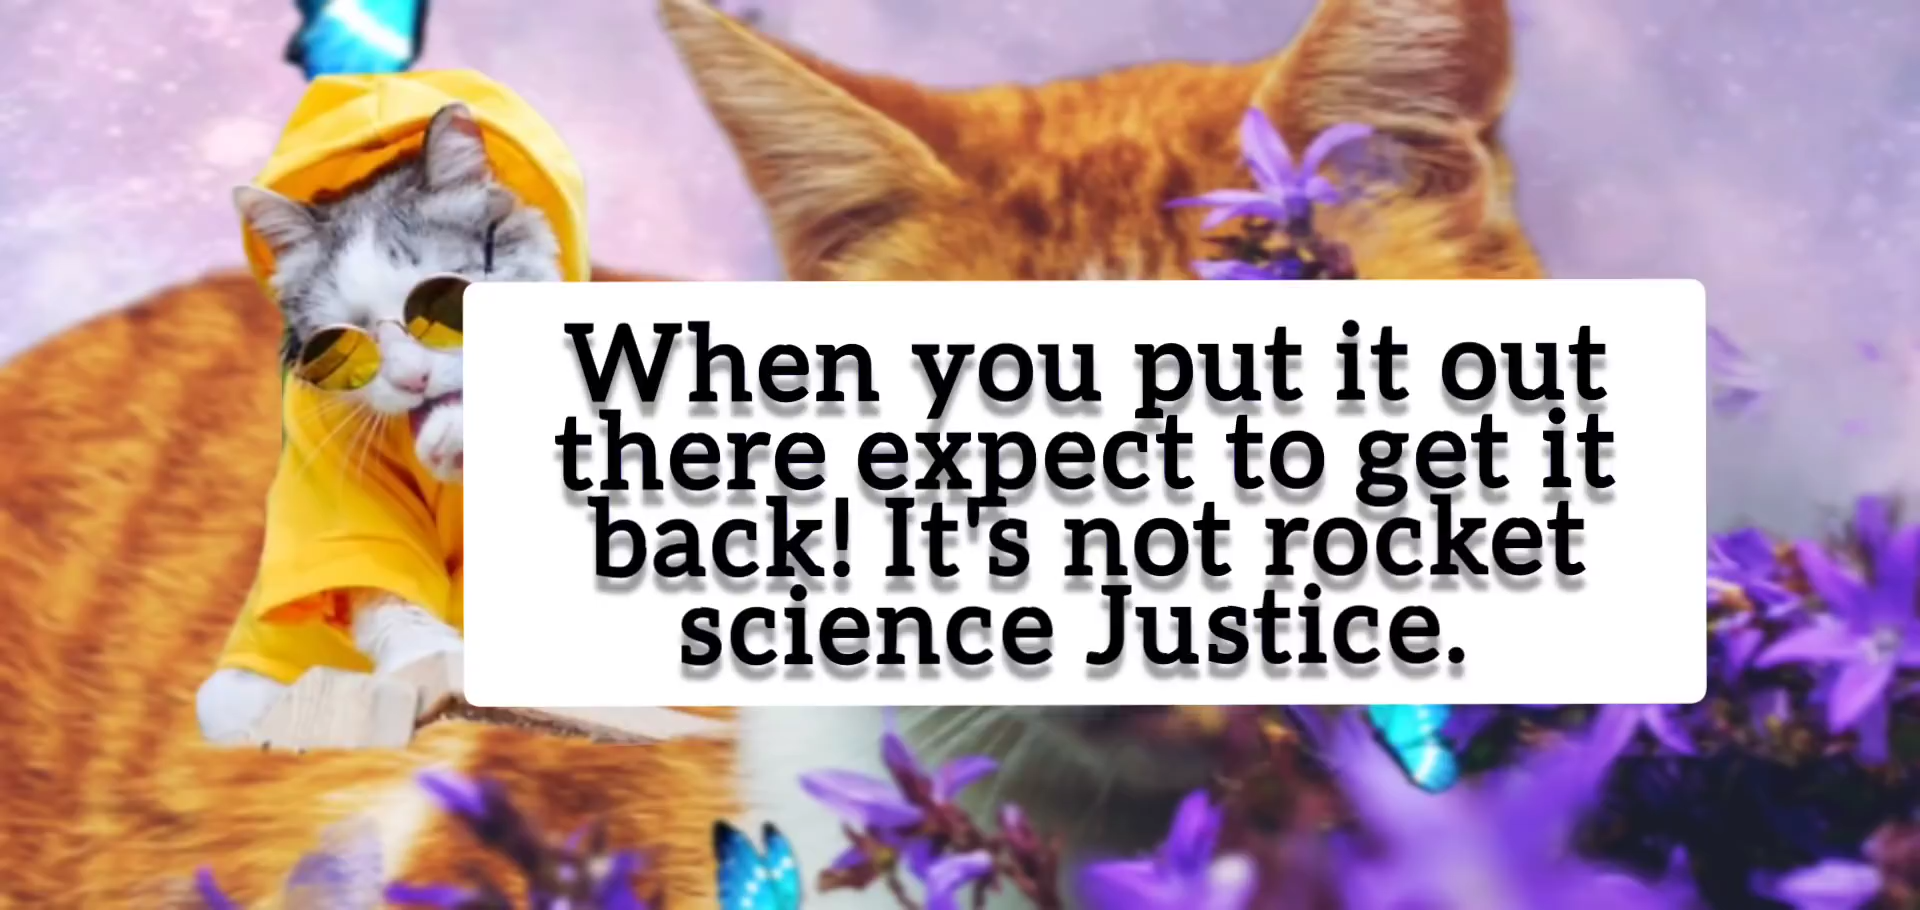 When you put it out
there expect to get it
back! It's not rocket
science Justice.